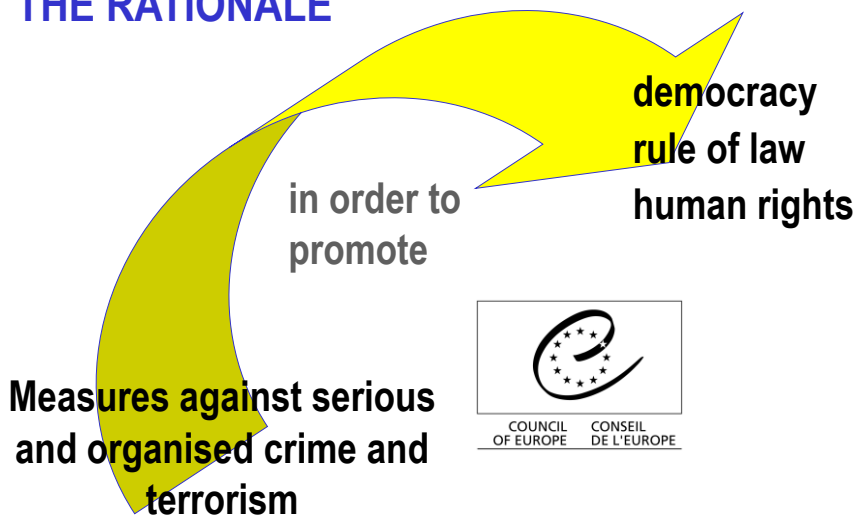 THE RATIONALE
democracy
rule of law
human rights
in order to
promote
Measures against serious
and organised crime and
terrorism
COUNCIL CONSEIL
OF EUROPE DE L'EUROPE